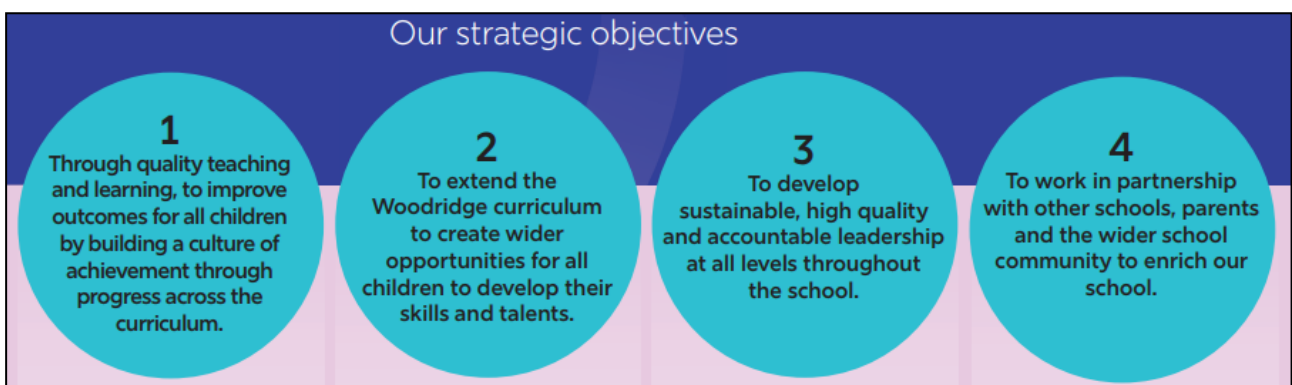 Our strategic objectives
1
Through quality teaching
and learning, to improve
outcomes for all children
by building a culture of
achievement through
progress across the
curriculum.
2
To extend the
Woodridge curriculum
to create wider
opportunities for all
children to develop their
skills and talents.
3
To develop
sustainable, high quality
and accountable leadership
at all levels throughout
the school.
4
To work in partnership
with other schools, parents
and the wider school
community to enrich our
school.